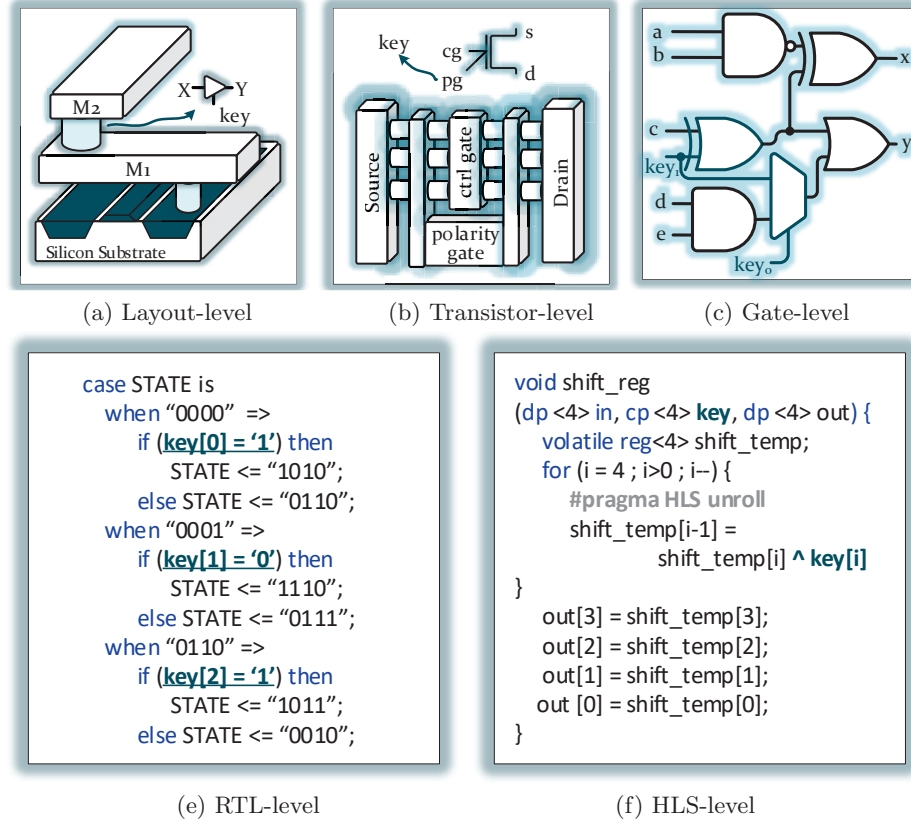 M2
X Y
key
M1
Silicon Substrate
(a) Layout-level
key
cg
pg
s
d
Source
ctrl gate
Drain
polarity
gate
(b) Transistor-level
a
b
x
c
key₁
y
d
e
key₀
(c) Gate-level
case STATE is
when “0000” =>
if (key[0] = ‘1’) then
STATE <= “1010”;
else STATE <= “0110”;
when “0001” =>
if (key[1] = ‘0’) then
STATE <= “1110”;
else STATE <= “0111”;
when “0110” =>
if (key[2] = ‘1’) then
STATE <= “1011”;
else STATE <= “0010”;
(e) RTL-level
void shift_reg
(dp <4> in, cp <4> key, dp <4> out) {
volatile reg<4> shift_temp;
for (i = 4 ; i>0 ; i--) {
#pragma HLS unroll
shift_temp[i-1] =
shift_temp[i] ^ key[i]
}
out[3] = shift_temp[3];
out[2] = shift_temp[2];
out[1] = shift_temp[1];
out [0] = shift_temp[0];
}
(f) HLS-level